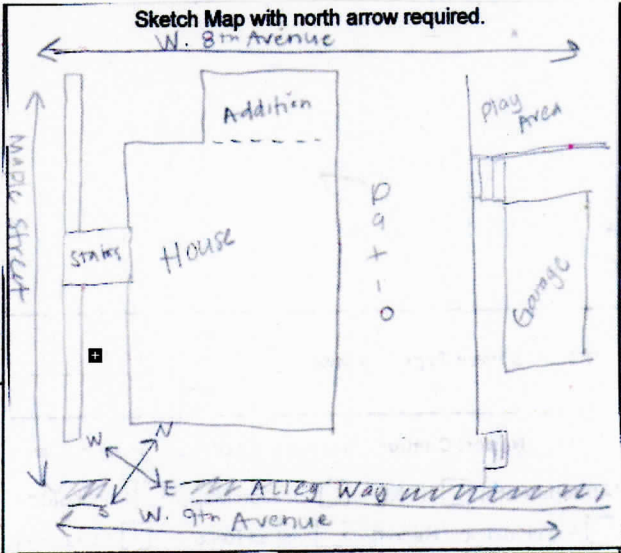 Sketch Map with north arrow required.
W. 8th Avenue
Addition
Play
Area
Maple Street
Patio
House
Stairs
Garage
N
W
E
S
Alley Way
W. 9th Avenue